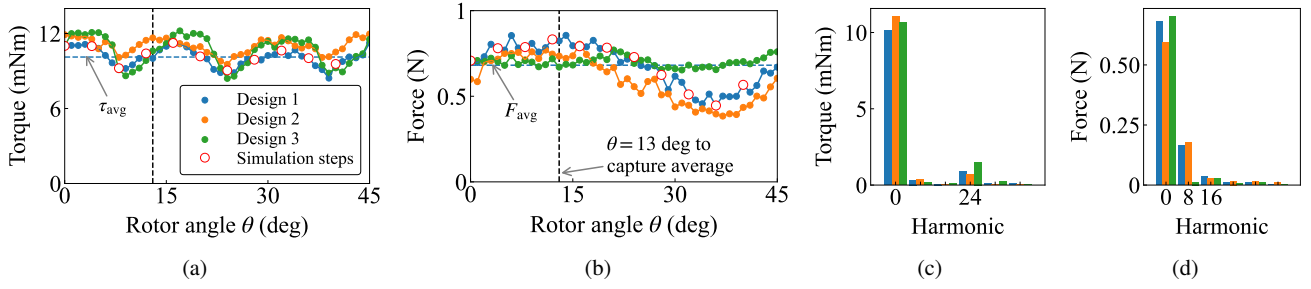 Torque (mNm)
12
6
0
τavg
Design 1
Design 2
Design 3
Simulation steps
0 15 30 45
Rotor angle θ (deg)
(a)
Force (N)
1
0.5
0
Favg
θ = 13 deg to
capture average
0 15 30 45
Rotor angle θ (deg)
(b)
Torque (mNm)
10
5
0
0 24
Harmonic
(c)
Force (N)
0.50
0.25
0
0 8 16
Harmonic
(d)